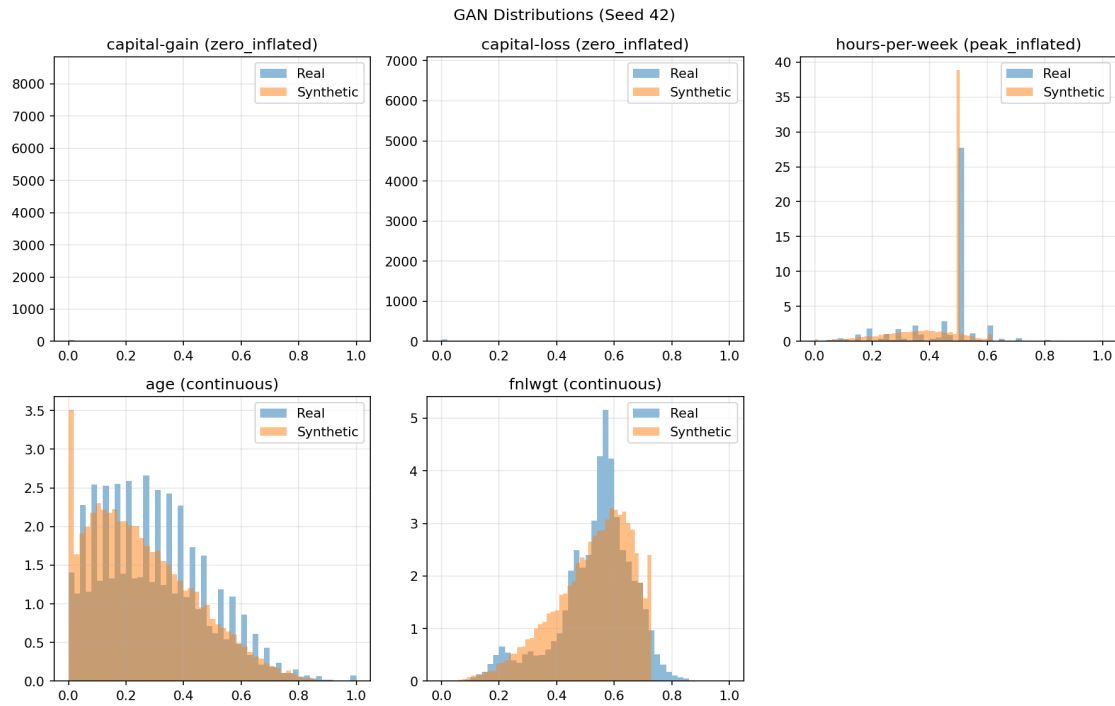 GAN Distributions (Seed 42)
capital-gain (zero_inflated)
8000
7000
6000
5000
4000
3000
2000
1000
0
0.0 0.2 0.4 0.6 0.8 1.0
Real
Synthetic
capital-loss (zero_inflated)
7000
6000
5000
4000
3000
2000
1000
0
0.0 0.2 0.4 0.6 0.8 1.0
Real
Synthetic
hours-per-week (peak_inflated)
40
35
30
25
20
15
10
5
0
0.0 0.2 0.4 0.6 0.8 1.0
Real
Synthetic
age (continuous)
3.5
3.0
2.5
2.0
1.5
1.0
0.5
0.0
0.0 0.2 0.4 0.6 0.8 1.0
Real
Synthetic
fnlwgt (continuous)
5
4
3
2
1
0
0.0 0.2 0.4 0.6 0.8 1.0
Real
Synthetic